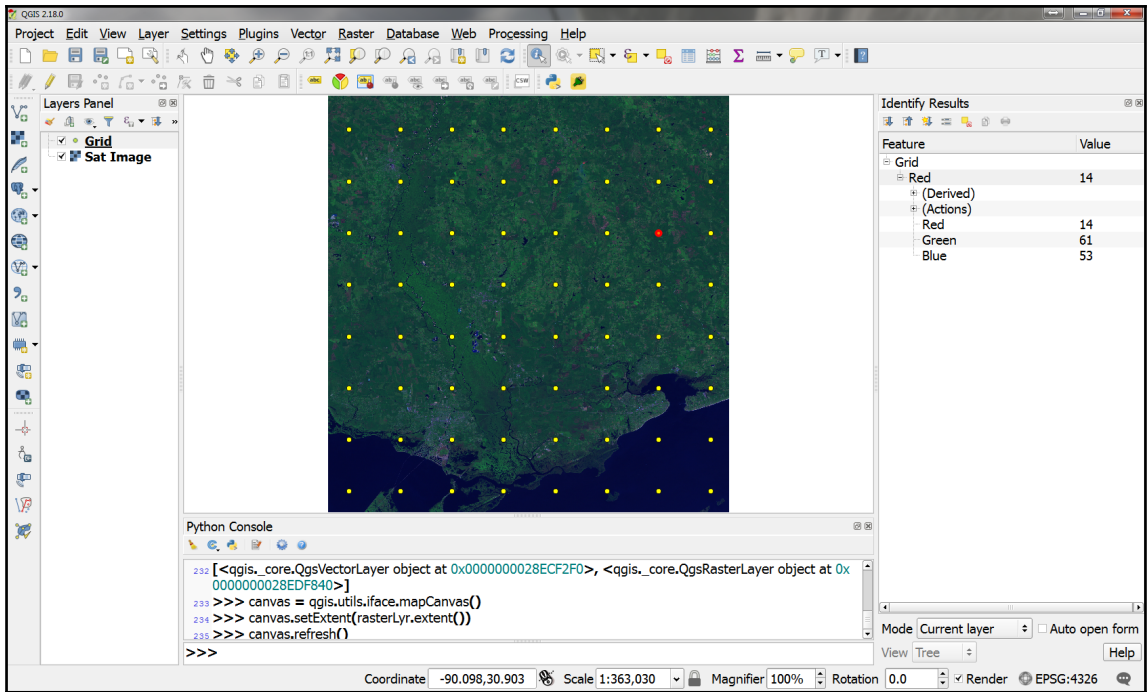 QGIS 2.18.0
Project Edit View Layer Settings Plugins Vector Raster Database Web Processing Help
Layers Panel
Grid
Sat Image
Identify Results
Feature Value
Grid
Red 14
(Derived)
(Actions)
Red 14
Green 61
Blue 53
Python Console
232 [<qgis._core.QgsVectorLayer object at 0x0000000028ECF2F0>, <qgis._core.QgsRasterLayer object at 0x
0000000028EDF840>]
233 >>> canvas = qgis.utils.iface.mapCanvas()
234 >>> canvas.setExtent(rasterLyr.extent())
235 >>> canvas.refresh()
>>>
Mode Current layer Auto open form
View Tree Help
Coordinate -90.098,30.903 Scale 1:363,030 Magnifier 100% Rotation 0.0 Render EPSG:4326